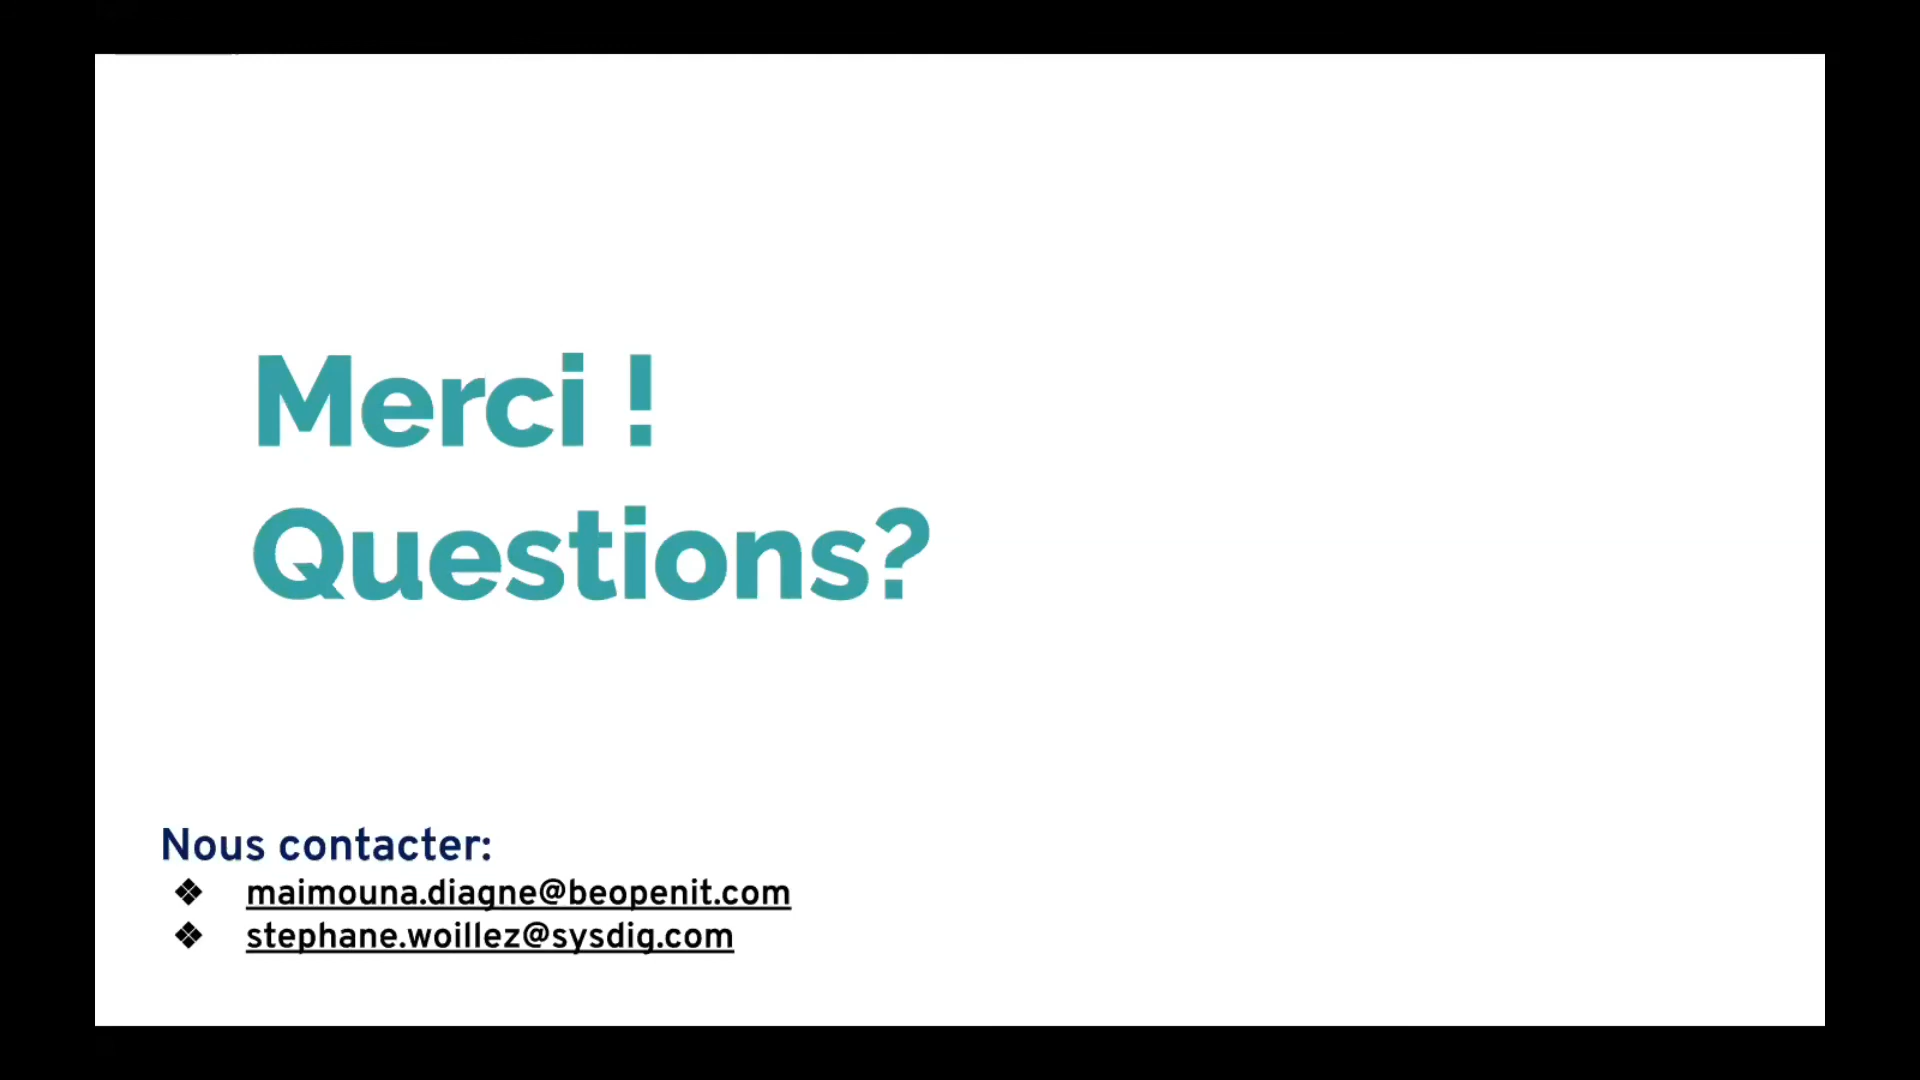 Merci !
Questions?
Nous contacter:
❖ maimouna.diagne@beopenit.com
❖ stephane.woillez@sysdig.com